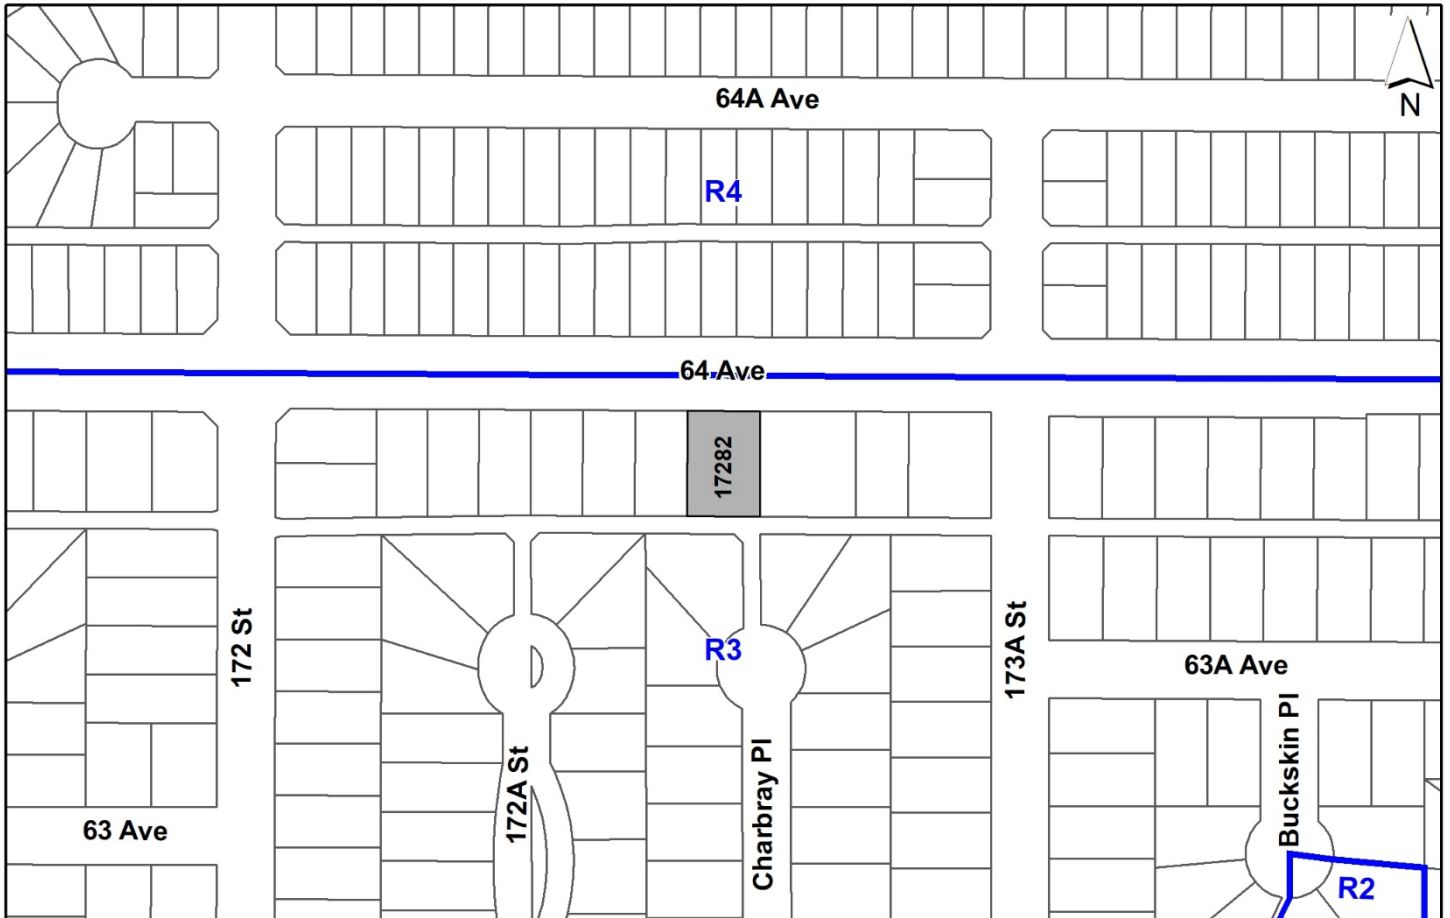 64A Ave
N
R4
64 Ave
17282
172 St
R3
173A St
63A Ave
Buckskin Pl
172A St
Charbray Pl
63 Ave
R2